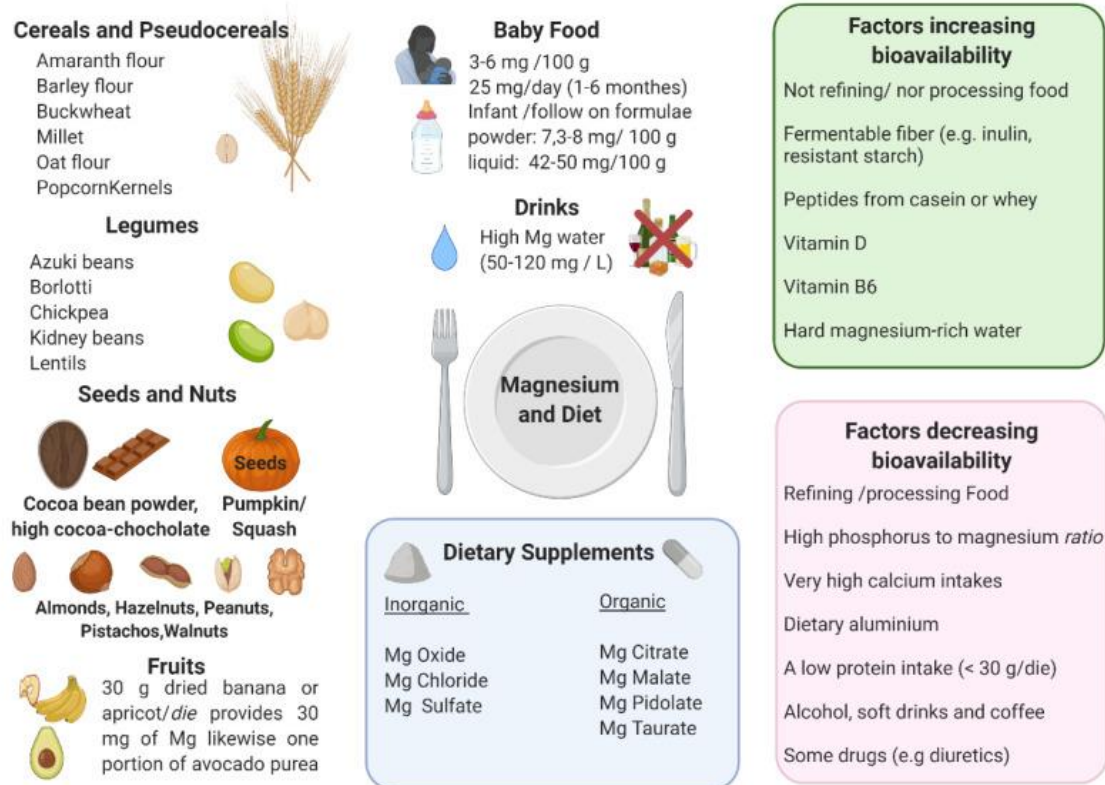 Cereals and Pseudocereals
Amaranth flour
Barley flour
Buckwheat
Millet
Oat flour
PopcornKernels
Legumes
Azuki beans
Borlotti
Chickpea
Kidney beans
Lentils
Seeds and Nuts
Seeds
Cocoa bean powder,
high cocoa-chocholate
Pumpkin/
Squash
Almonds, Hazelnuts, Peanuts,
Pistachos,Walnuts
Fruits
30 g dried banana or
apricot/die provides 30
mg of Mg likewise one
portion of avocado purea
Baby Food
3-6 mg /100 g
25 mg/day (1-6 monthes)
Infant /follow on formulae
powder: 7,3-8 mg/ 100 g
liquid: 42-50 mg/100 g
Drinks
High Mg water
(50-120 mg / L)
Magnesium
and Diet
Dietary Supplements
Inorganic
Mg Oxide
Mg Chloride
Mg Sulfate
Organic
Mg Citrate
Mg Malate
Mg Pidolate
Mg Taurate
Factors increasing
bioavailability
Not refining/ nor processing food
Fermentable fiber (e.g. inulin,
resistant starch)
Peptides from casein or whey
Vitamin D
Vitamin B6
Hard magnesium-rich water
Factors decreasing
bioavailability
Refining /processing Food
High phosphorus to magnesium ratio
Very high calcium intakes
Dietary aluminium
A low protein intake (< 30 g/die)
Alcohol, soft drinks and coffee
Some drugs (e.g diuretics)